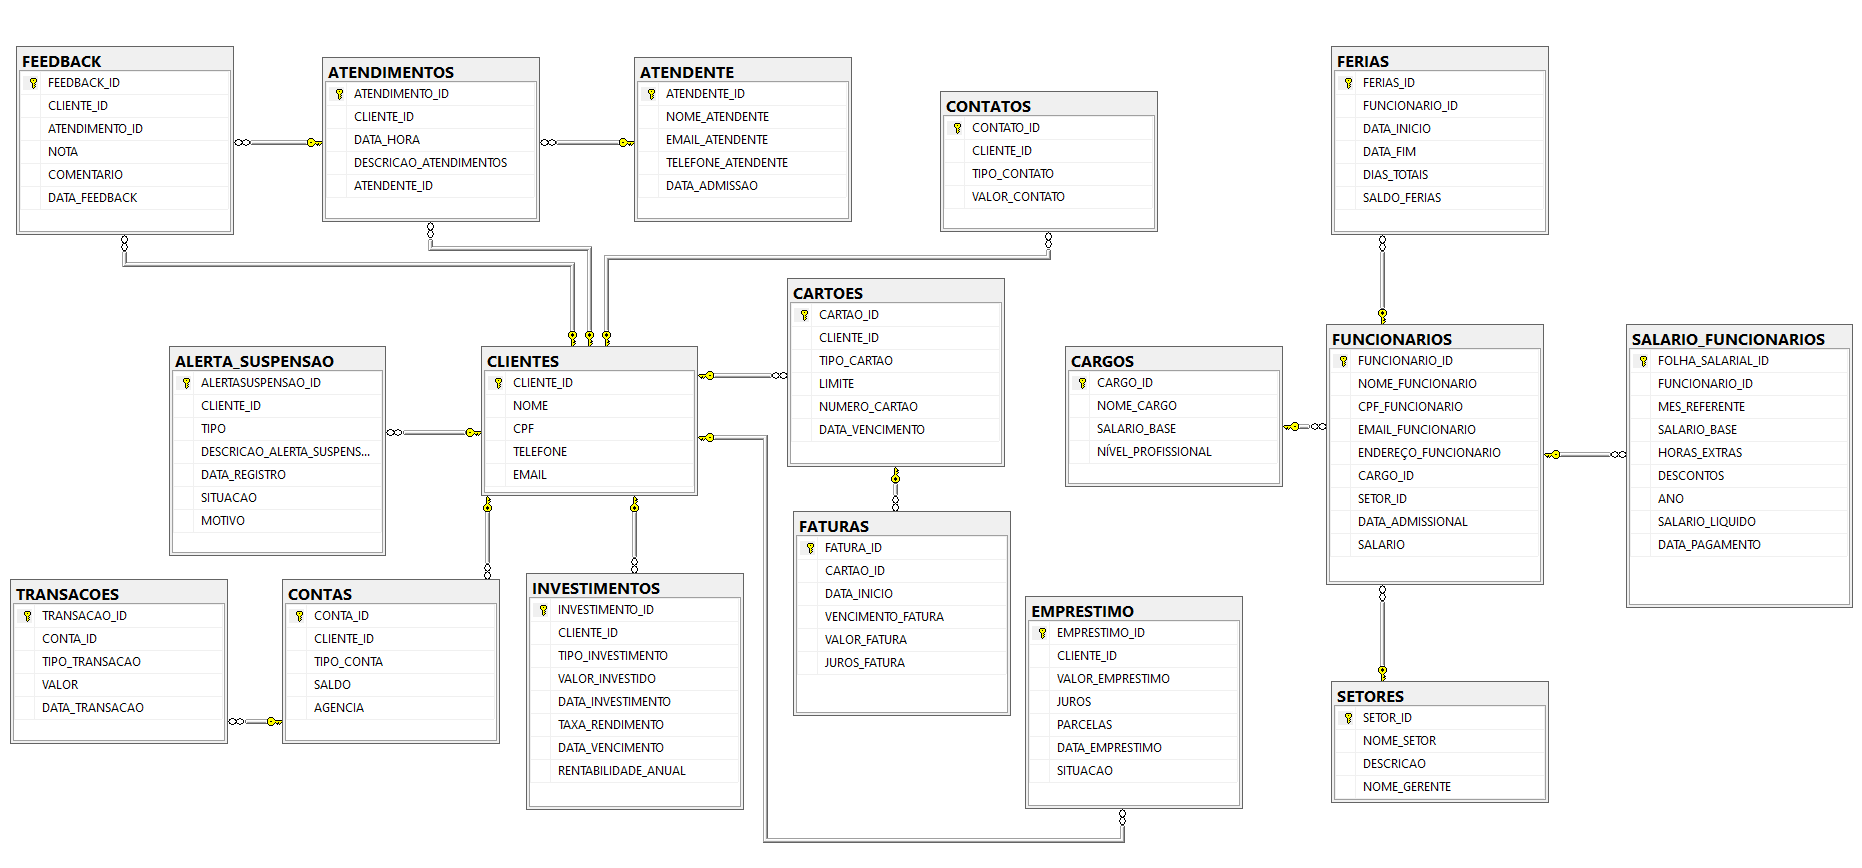 FEEDBACK
FEEDBACK_ID
CLIENTE_ID
ATENDIMENTO_ID
NOTA
COMENTARIO
DATA_FEEDBACK
ATENDIMENTOS
ATENDIMENTO_ID
CLIENTE_ID
DATA_HORA
DESCRICAO_ATENDIMENTOS
ATENDENTE_ID
ATENDENTE
ATENDENTE_ID
NOME_ATENDENTE
EMAIL_ATENDENTE
TELEFONE_ATENDENTE
DATA_ADMISSAO
CONTATOS
CONTATO_ID
CLIENTE_ID
TIPO_CONTATO
VALOR_CONTATO
FERIAS
FERIAS_ID
FUNCIONARIO_ID
DATA_INICIO
DATA_FIM
DIAS_TOTAIS
SALDO_FERIAS
ALERTA_SUSPENSAO
ALERTASUSPENSAO_ID
CLIENTE_ID
TIPO
DESCRICAO_ALERTA_SUSPENS...
DATA_REGISTRO
SITUACAO
MOTIVO
CLIENTES
CLIENTE_ID
NOME
CPF
TELEFONE
EMAIL
CARTOES
CARTAO_ID
CLIENTE_ID
TIPO_CARTAO
LIMITE
NUMERO_CARTAO
DATA_VENCIMENTO
CARGOS
CARGO_ID
NOME_CARGO
SALARIO_BASE
NÍVEL_PROFISSIONAL
FUNCIONARIOS
FUNCIONARIO_ID
NOME_FUNCIONARIO
CPF_FUNCIONARIO
EMAIL_FUNCIONARIO
ENDEREÇO_FUNCIONARIO
CARGO_ID
SETOR_ID
DATA_ADMISSIONAL
SALARIO
SALARIO_FUNCIONARIOS
FOLHA_SALARIAL_ID
FUNCIONARIO_ID
MES_REFERENTE
SALARIO_BASE
HORAS_EXTRAS
DESCONTOS
ANO
SALARIO_LIQUIDO
DATA_PAGAMENTO
TRANSACOES
TRANSACAO_ID
CONTA_ID
TIPO_TRANSACAO
VALOR
DATA_TRANSACAO
CONTAS
CONTA_ID
CLIENTE_ID
TIPO_CONTA
SALDO
AGENCIA
INVESTIMENTOS
INVESTIMENTO_ID
CLIENTE_ID
TIPO_INVESTIMENTO
VALOR_INVESTIDO
DATA_INVESTIMENTO
TAXA_RENDIMENTO
DATA_VENCIMENTO
RENTABILIDADE_ANUAL
FATURAS
FATURA_ID
CARTAO_ID
DATA_INICIO
VENCIMENTO_FATURA
VALOR_FATURA
JUROS_FATURA
EMPRESTIMO
EMPRESTIMO_ID
CLIENTE_ID
VALOR_EMPRESTIMO
JUROS
PARCELAS
DATA_EMPRESTIMO
SITUACAO
SETORES
SETOR_ID
NOME_SETOR
DESCRICAO
NOME_GERENTE